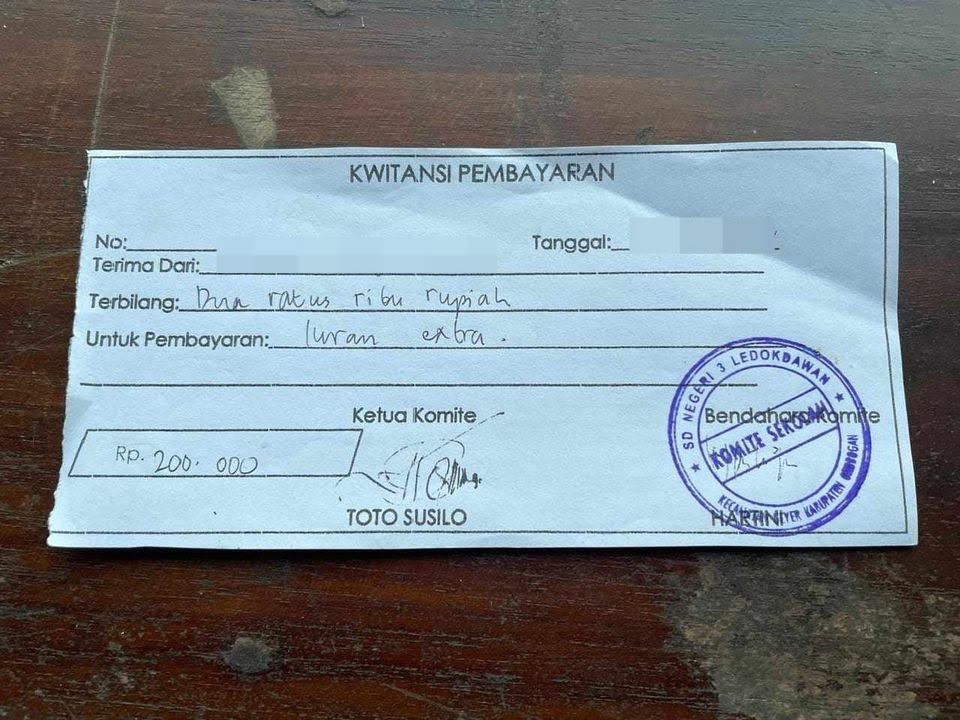 KWITANSI PEMBAYARAN
No:
Tanggal:
Terima Dari:
Terbilang: Dua ratus ribu rupiah
Untuk Pembayaran: Iuran extra.
Ketua Komite
Bendahara Komite
Rp. 200.000
TOTO SUSILO
HARTINI
SD NEGERI 3 LEDOKDAWAN
KOMITE SEKOLAH
KABUPATEN